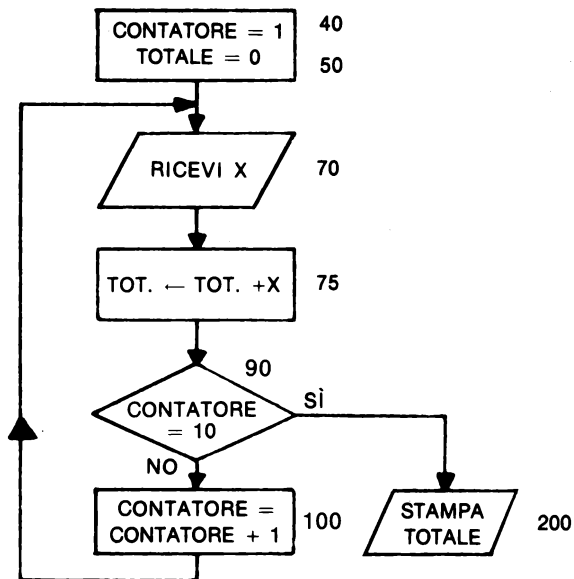 CONTATORE = 1 40
TOTALE = 0 50
RICEVI X 70
TOT. ← TOT. +X 75
90
CONTATORE
= 10
SÌ
NO
CONTATORE =
CONTATORE + 1
100
STAMPA
TOTALE
200